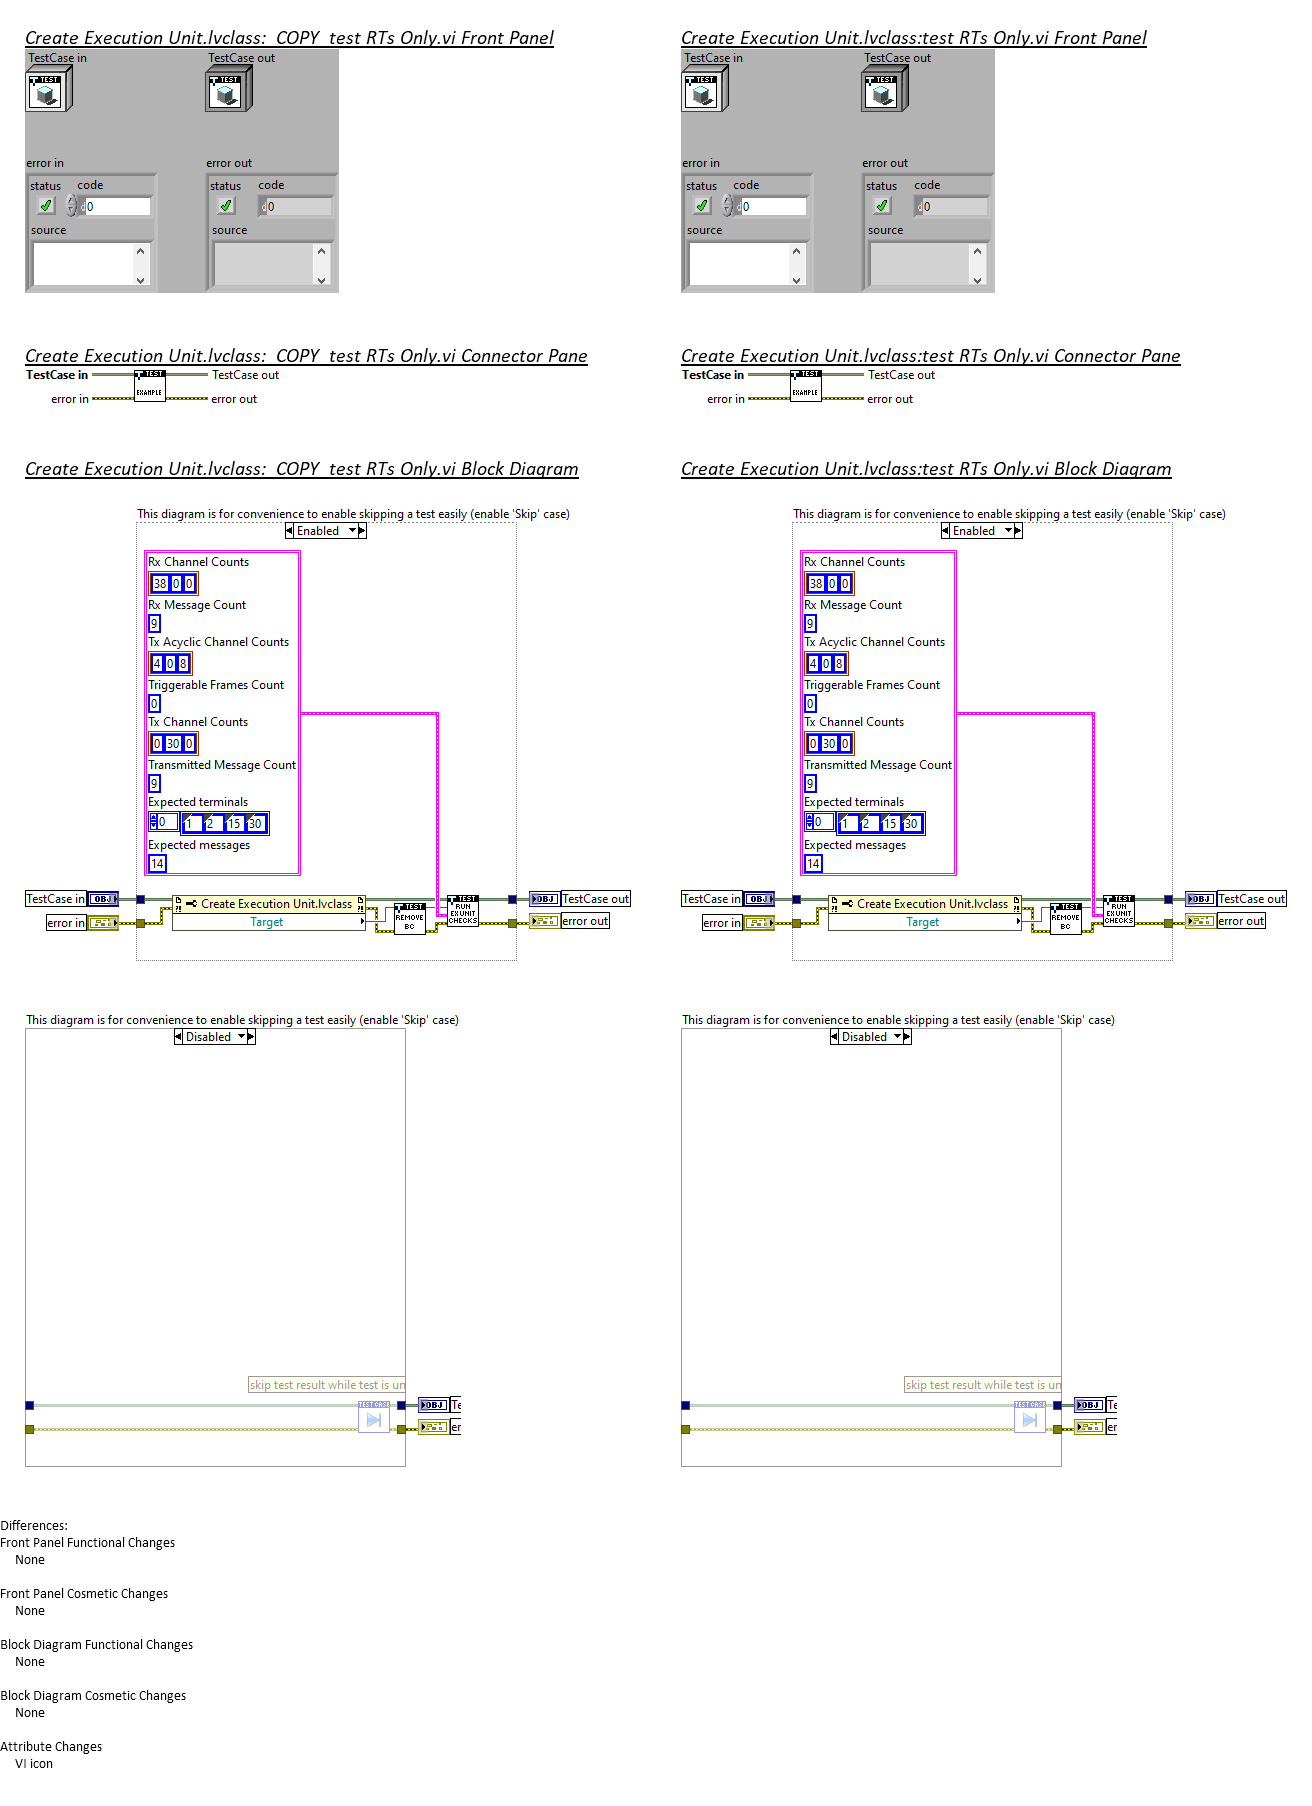 Create Execution Unit.lvclass:_COPY_test RTs Only.vi Front Panel
TestCase in
TestCase out
TEST
TEST
error in
error out
status
code
status
code
0
d
0
source
source
Create Execution Unit.lvclass:test RTs Only.vi Front Panel
TestCase in
TestCase out
TEST
TEST
error in
error out
status
code
status
code
d
0
d
0
source
source
Create Execution Unit.lvclass:_COPY_test RTs Only.vi Connector Pane
TestCase in
TestCase out
TEST
EXAMPLE
error in
error out
Create Execution Unit.lvclass:test RTs Only.vi Connector Pane
TestCase in
TestCase out
TEST
EXAMPLE
error in
error out
Create Execution Unit.lvclass:_COPY_test RTs Only.vi Block Diagram
This diagram is for convenience to enable skipping a test easily (enable 'Skip' case)
Enabled
Rx Channel Counts
38 0 0
Rx Message Count
9
Tx Acyclic Channel Counts
4 0 8
Triggerable Frames Count
0
Tx Channel Counts
0 30 0
Transmitted Message Count
9
Expected terminals
0 1 2 15 30
Expected messages
14
TestCase in
OBJ
Create Execution Unit.lvclass
Target
TEST
REMOVE
BC
TEST
RUN
EX UNIT
CHECKS
OBJ
TestCase out
error in
error out
Create Execution Unit.lvclass:test RTs Only.vi Block Diagram
This diagram is for convenience to enable skipping a test easily (enable 'Skip' case)
Enabled
Rx Channel Counts
38 0 0
Rx Message Count
9
Tx Acyclic Channel Counts
4 0 8
Triggerable Frames Count
0
Tx Channel Counts
0 30 0
Transmitted Message Count
9
Expected terminals
0 1 2 15 30
Expected messages
14
TestCase in
OBJ
Create Execution Unit.lvclass
Target
TEST
REMOVE
BC
TEST
RUN
EX UNIT
CHECKS
OBJ
TestCase out
error in
error out
This diagram is for convenience to enable skipping a test easily (enable 'Skip' case)
Disabled
skip test result while test is un
TEST CASE
OBJ
Te
er
This diagram is for convenience to enable skipping a test easily (enable 'Skip' case)
Disabled
skip test result while test is un
TEST CASE
OBJ
Te
er
Differences:
Front Panel Functional Changes
None
Front Panel Cosmetic Changes
None
Block Diagram Functional Changes
None
Block Diagram Cosmetic Changes
None
Attribute Changes
VI icon